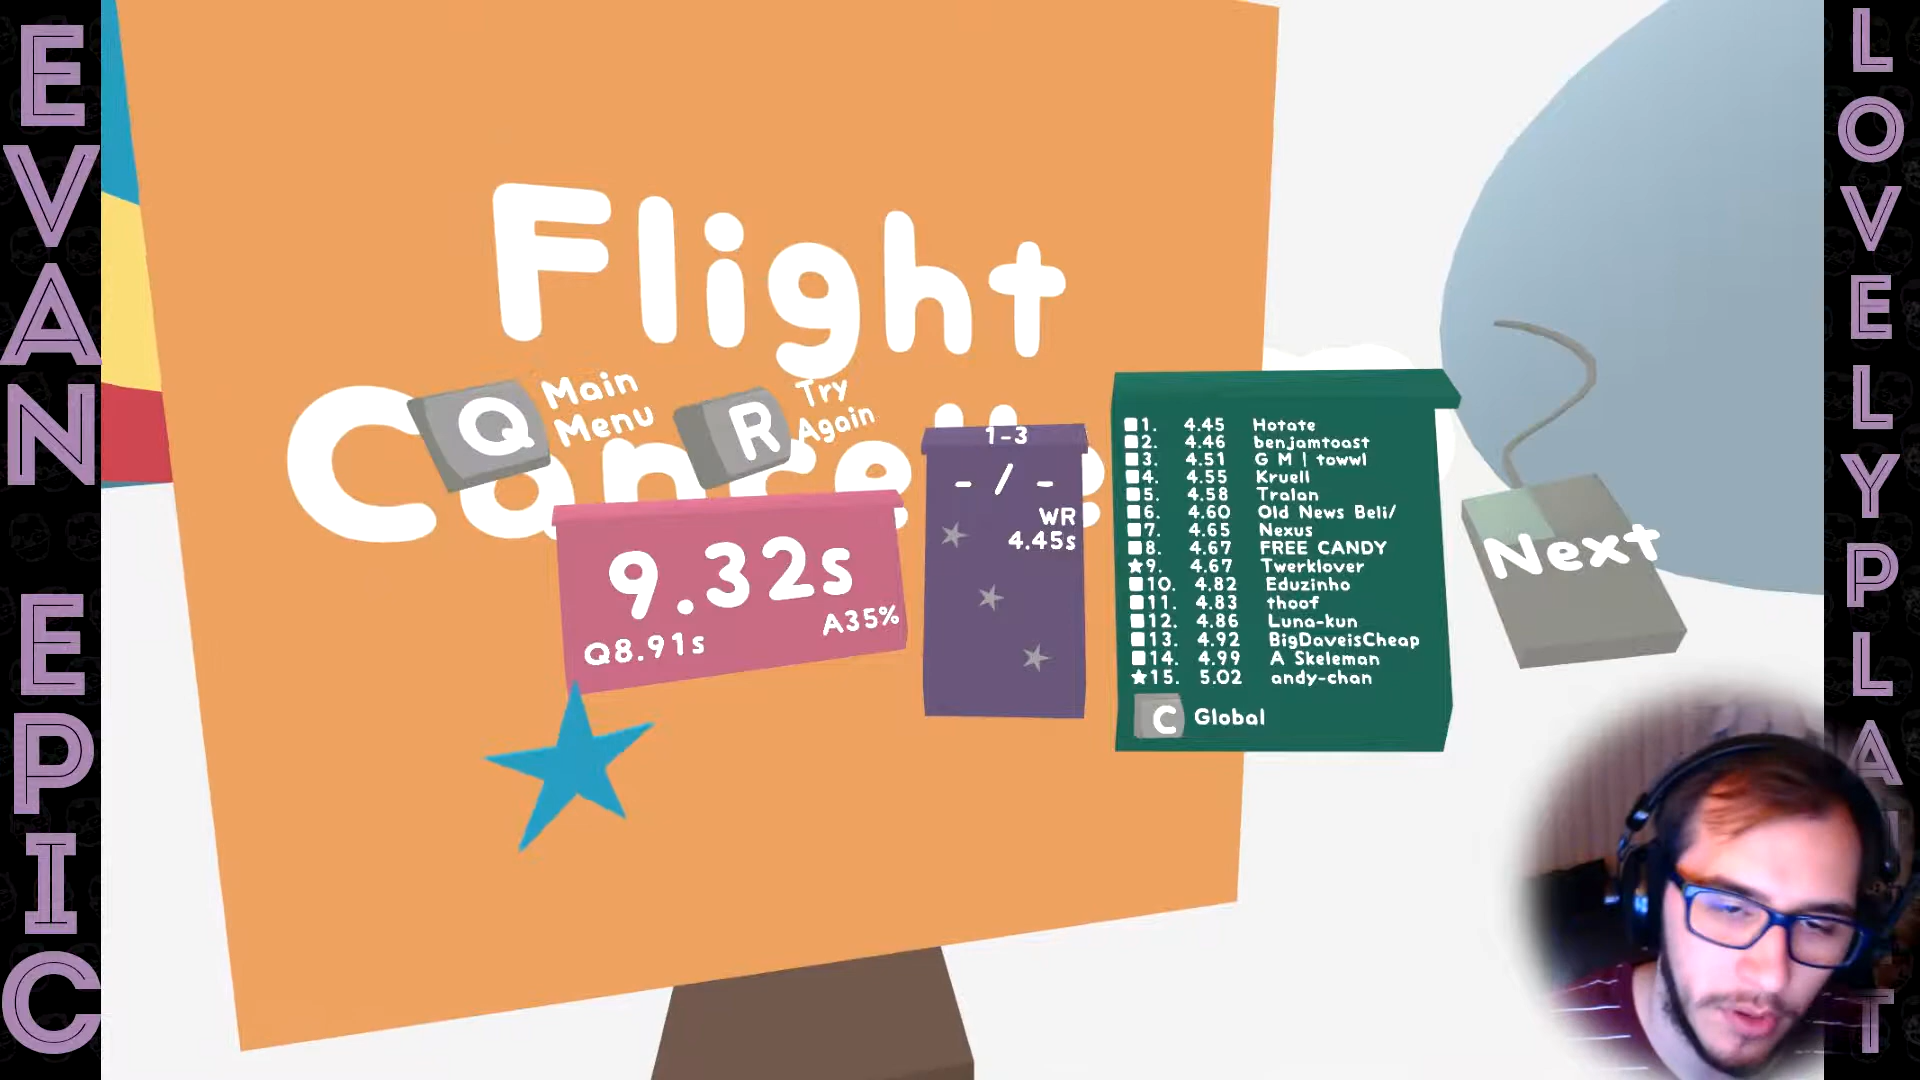 EVAN EPIC
Flight
Q
Main
Menu
R
Try
Again
9.32s
Q8.91s
A35%
1-3
- / -
WR
4.45s
1. 4.45 Hotate
2. 4.46 benjamtoast
3. 4.51 G M | towwl
4. 4.55 Kruell
5. 4.58 Tralan
6. 4.60 Old News Beli/
7. 4.65 Nexus
8. 4.67 FREE CANDY
★9. 4.67 Twerklover
10. 4.82 Eduzinho
11. 4.83 thoof
12. 4.86 Luna-kun
13. 4.92 BigDaveisCheap
14. 4.99 A Skeleman
★15. 5.02 andy-chan
C Global
Next